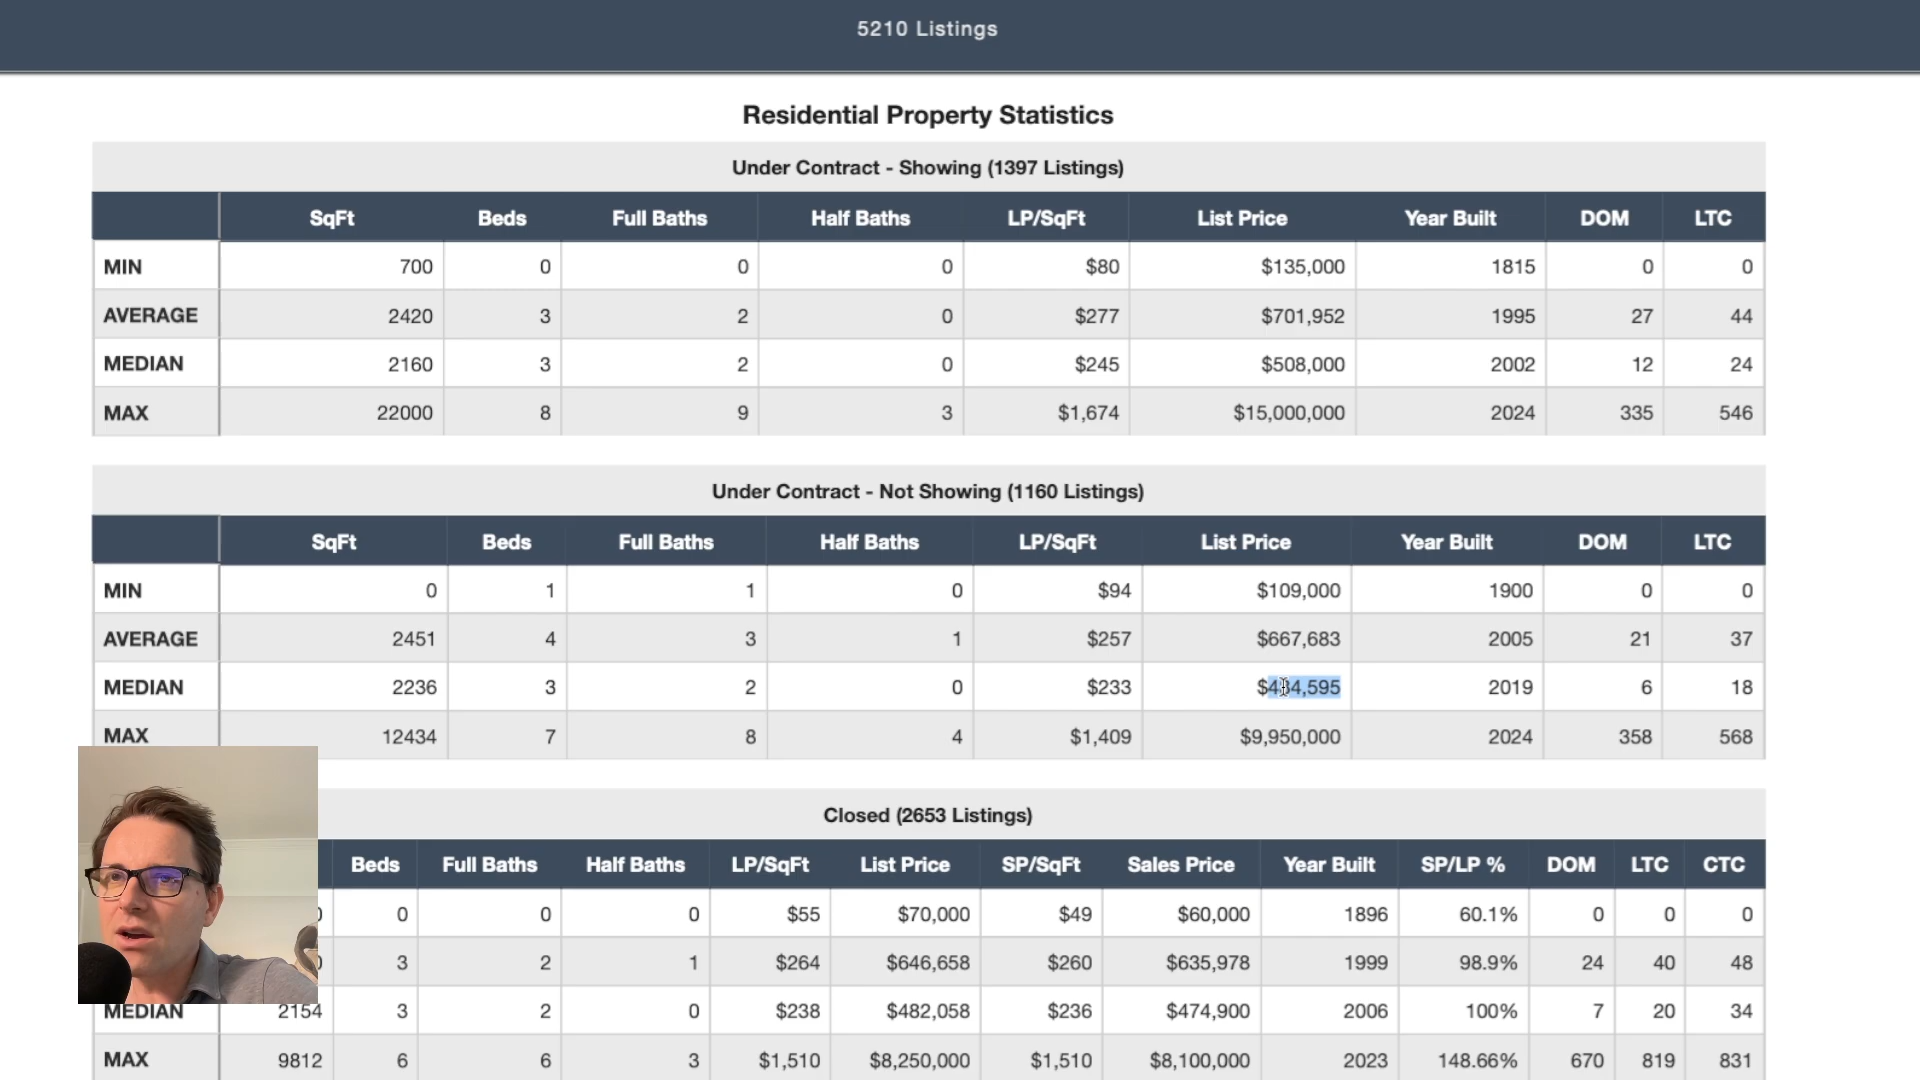 5210 Listings
Residential Property Statistics
Under Contract - Showing (1397 Listings)
SqFt Beds Full Baths Half Baths LP/SqFt List Price Year Built DOM LTC
MIN 700 0 0 0 $80 $135,000 1815 0 0
AVERAGE 2420 3 2 0 $277 $701,952 1995 27 44
MEDIAN 2160 3 2 0 $245 $508,000 2002 12 24
MAX 22000 8 9 3 $1,674 $15,000,000 2024 335 546
Under Contract - Not Showing (1160 Listings)
SqFt Beds Full Baths Half Baths LP/SqFt List Price Year Built DOM LTC
MIN 0 1 1 0 $94 $109,000 1900 0 0
AVERAGE 2451 4 3 1 $257 $667,683 2005 21 37
MEDIAN 2236 3 2 0 $233 2019 6 18
MAX 12434 7 8 4 $1,409 $9,950,000 2024 358 568
Closed (2653 Listings)
Beds Full Baths Half Baths LP/SqFt List Price SP/SqFt Sales Price Year Built SP/LP % DOM LTC CTC
0 0 0 $55 $70,000 $49 $60,000 1896 60.1% 0 0 0
3 2 1 $264 $646,658 $260 $635,978 1999 98.9% 24 40 48
MEDIAN 2154 3 2 0 $238 $482,058 $236 $474,900 2006 100% 7 20 34
MAX 9812 6 6 3 $1,510 $8,250,000 $1,510 $8,100,000 2023 148.66% 670 819 831